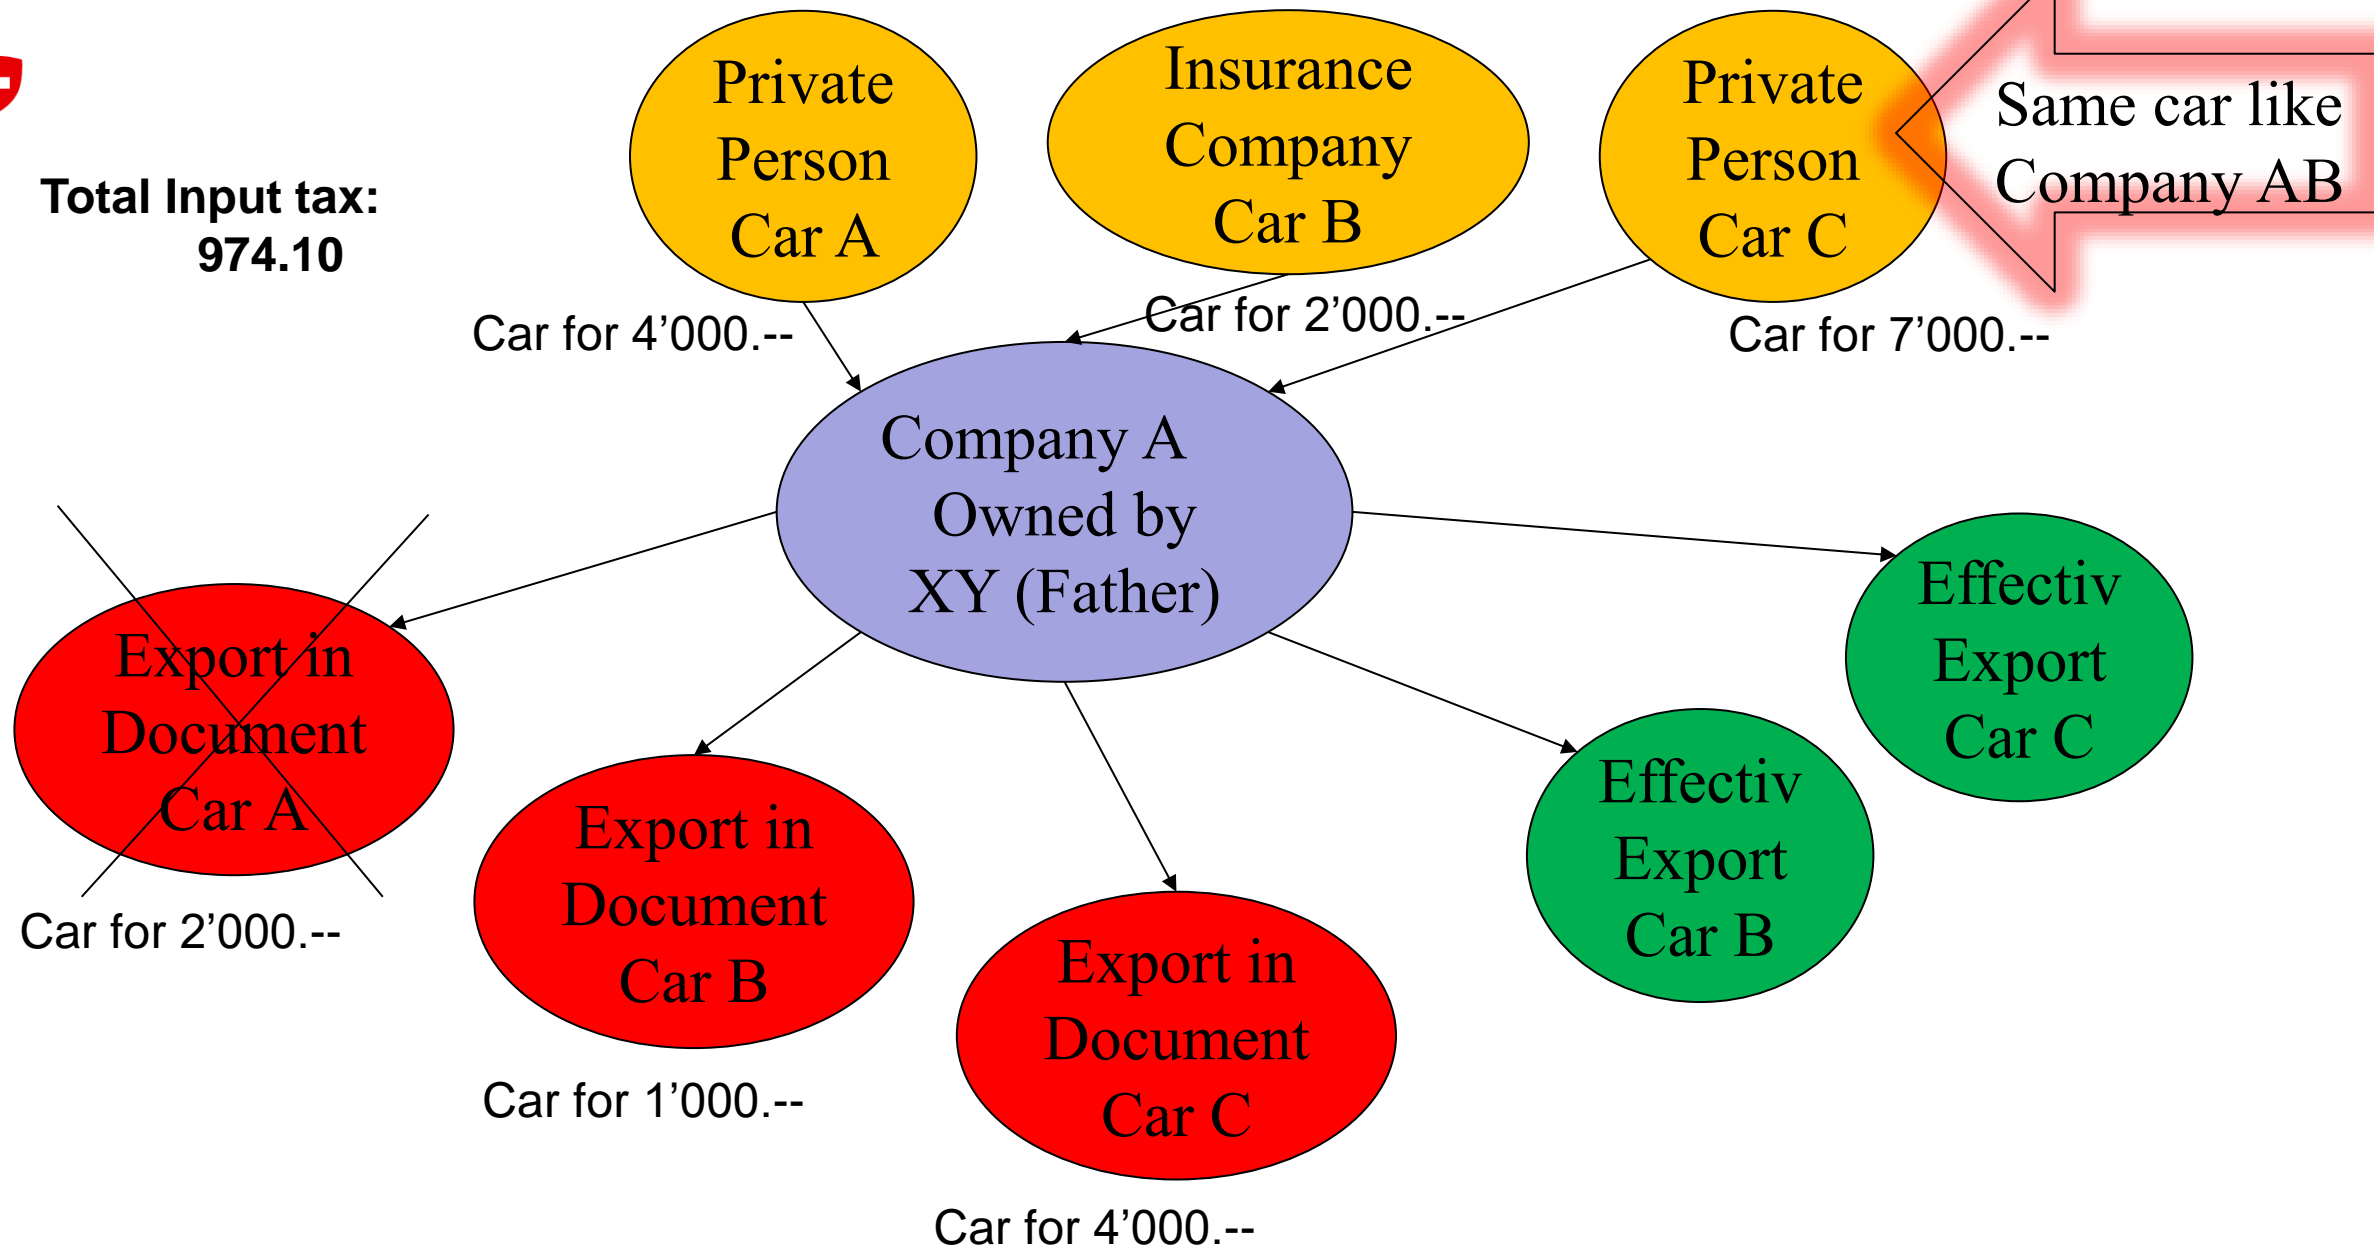 Private
Person
Car A
Insurance
Company
Car B
Private
Person
Car C
Same car like
Company AB
Total Input tax:
974.10
Car for 4’000.--
Car for 2’000.--
Car for 7’000.--
Company A
Owned by
XY (Father)
Export in
Document
Car A
Car for 2’000.--
Export in
Document
Car B
Car for 1’000.--
Export in
Document
Car C
Car for 4’000.--
Effectiv
Export
Car B
Effectiv
Export
Car C